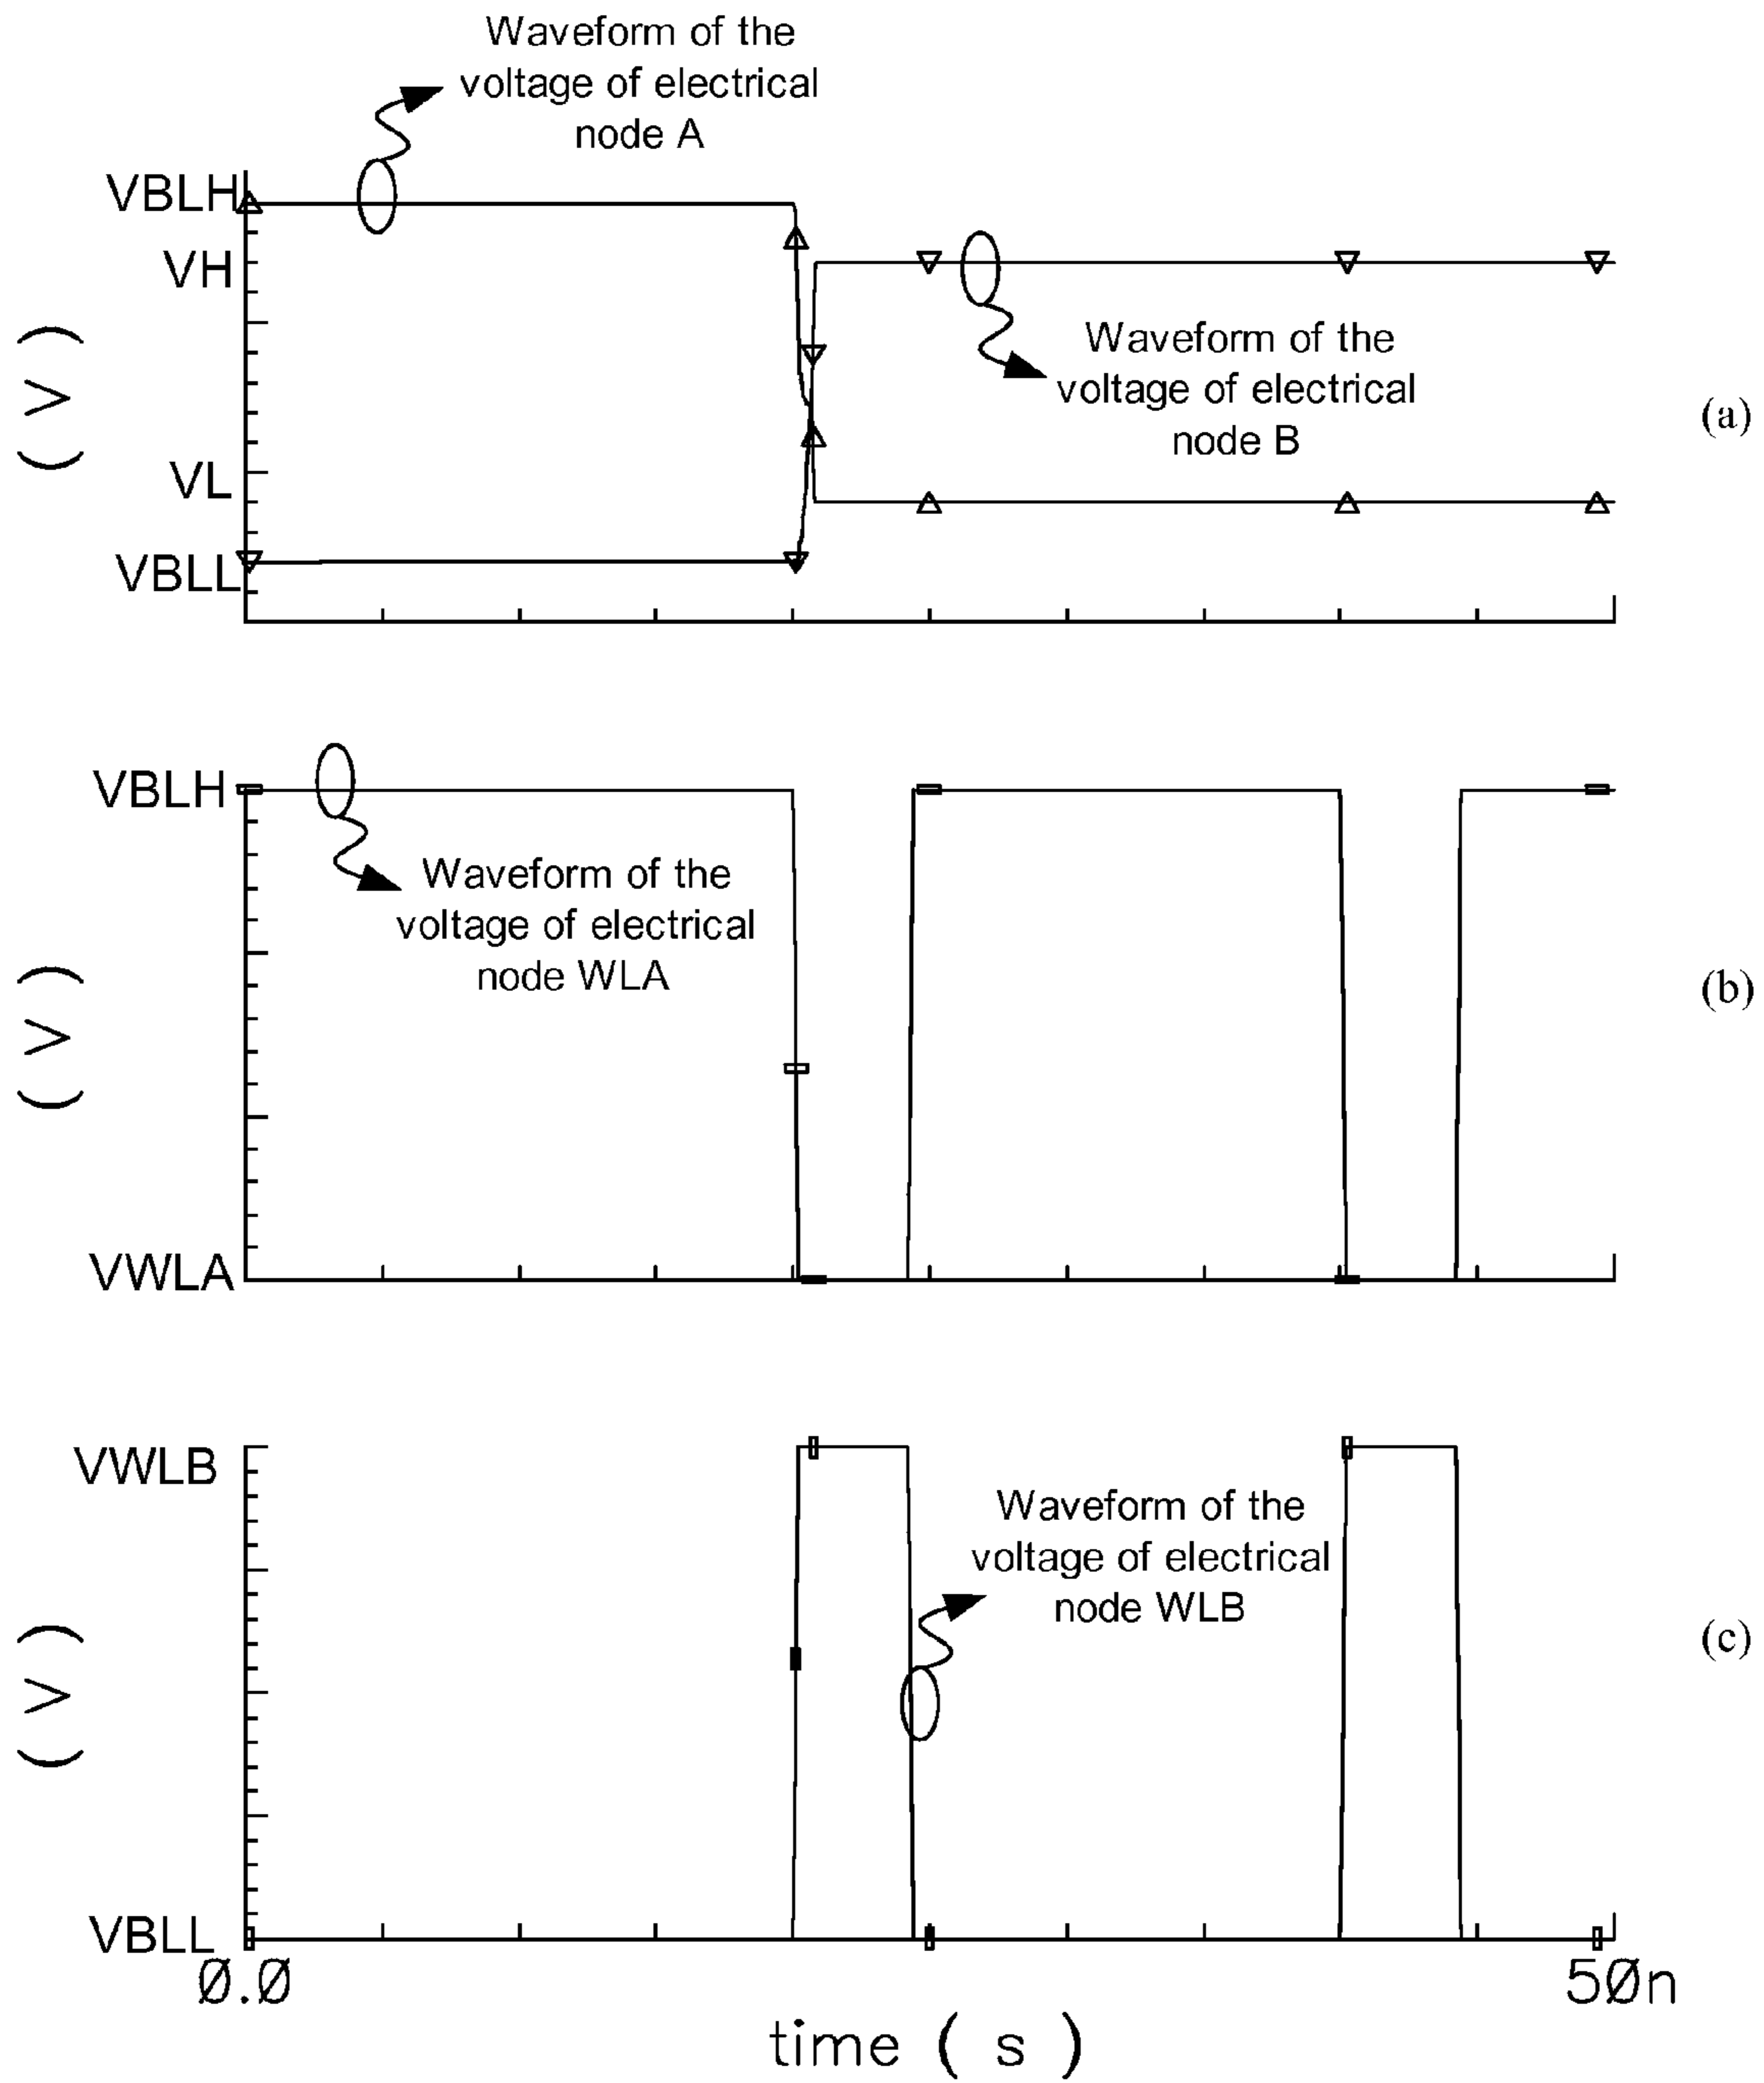 Waveform of the
voltage of electrical
node A
VBLH
VH
Waveform of the
voltage of electrical
node B
VL
VBLL
( V )
(a)
VBLH
Waveform of the
voltage of electrical
node WLA
VWLA
( V )
(b)
VWLB
Waveform of the
voltage of electrical
node WLB
VBLL
( V )
(c)
0.0
50n
time ( s )